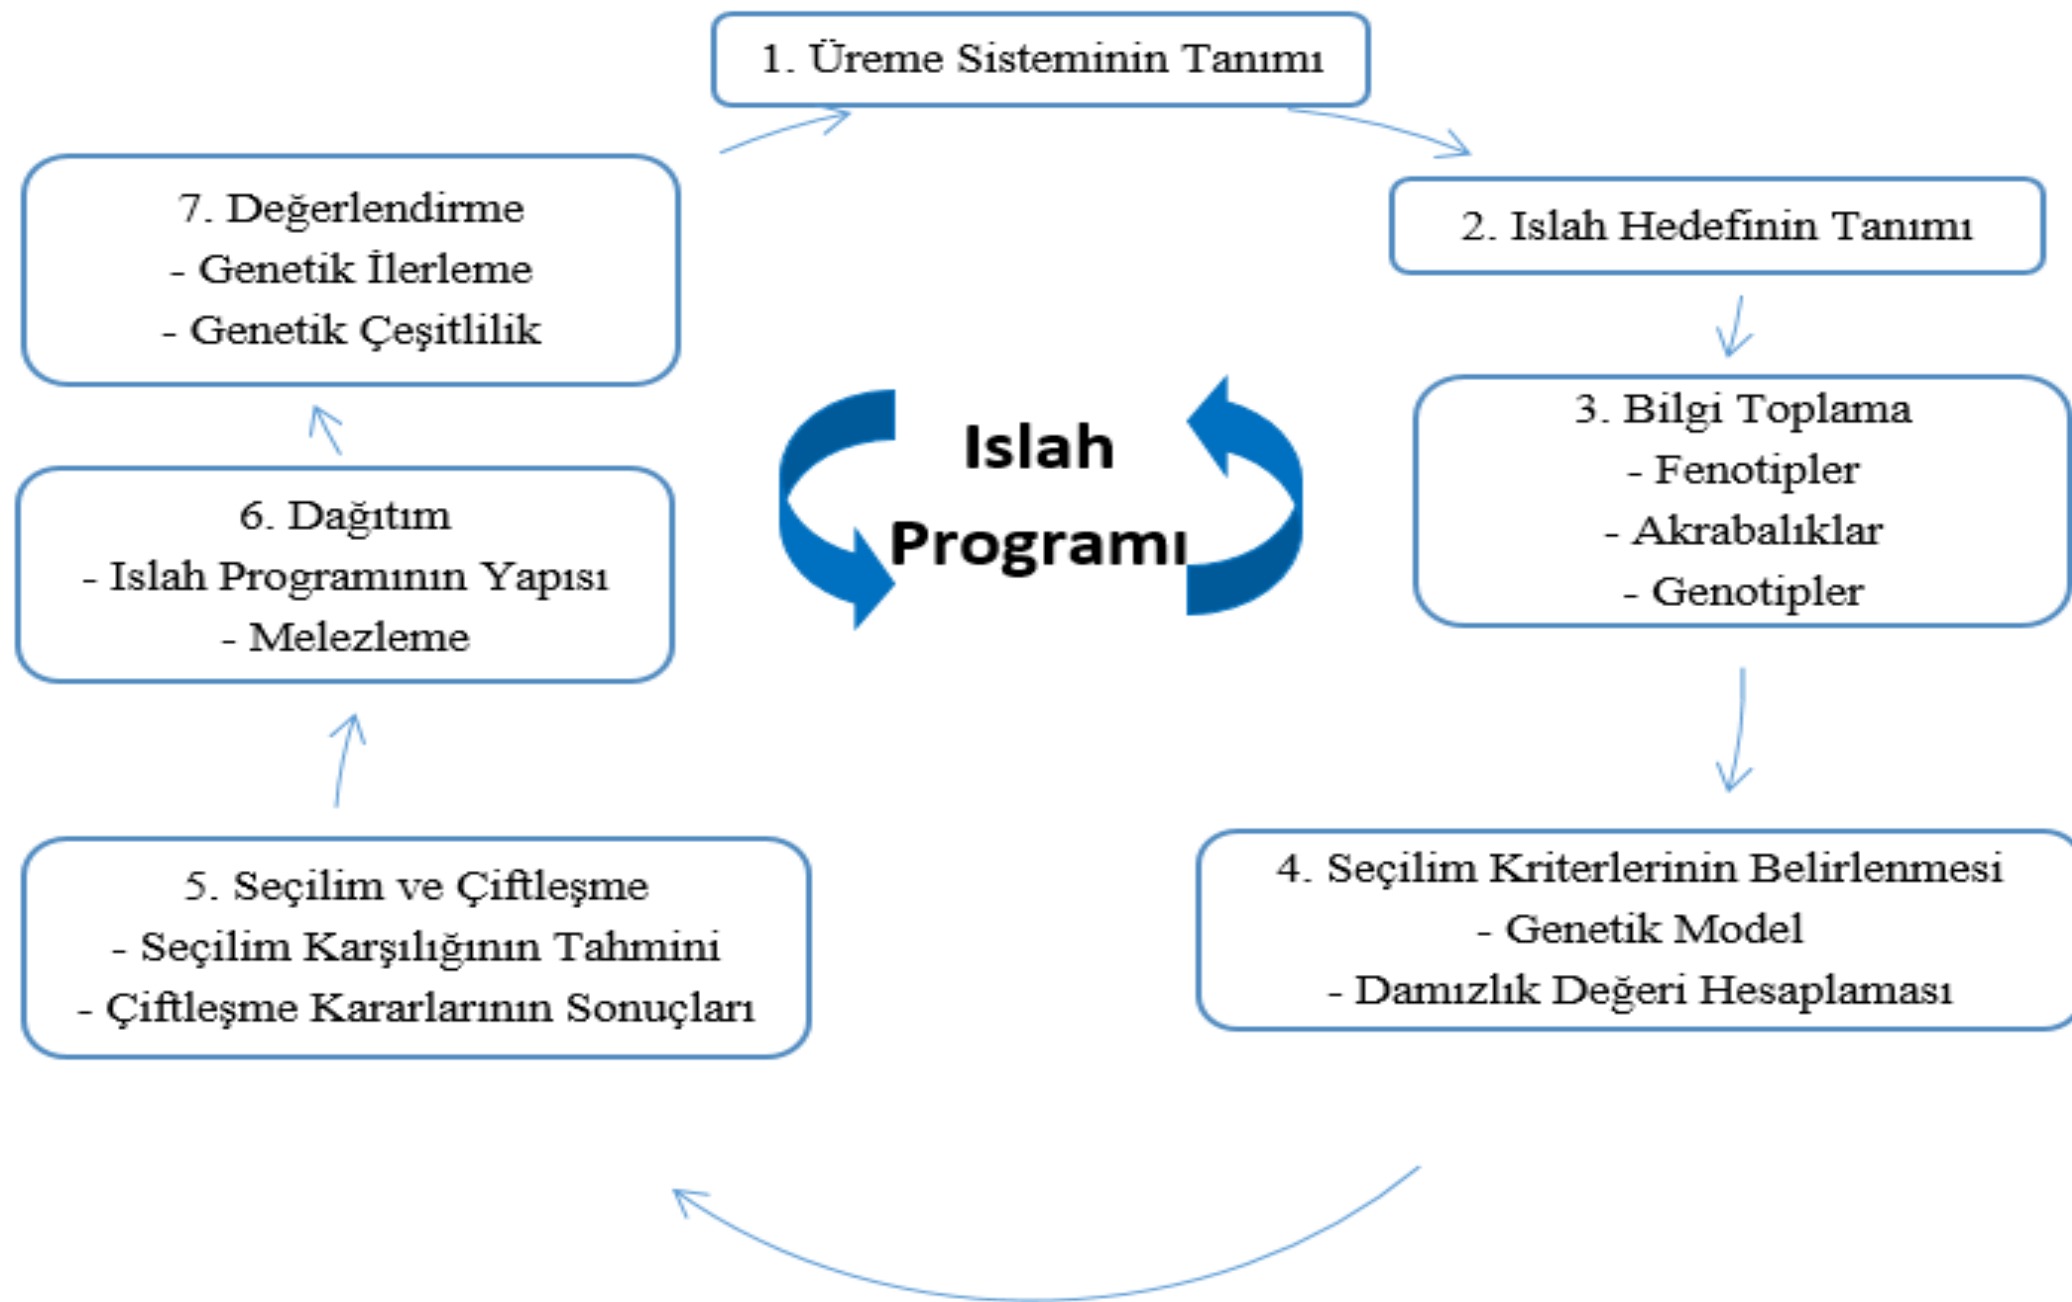 1. Üreme Sisteminin Tanımı
2. Islah Hedefinin Tanımı
3. Bilgi Toplama
- Fenotipler
- Akrabalıklar
- Genotipler
4. Seçilim Kriterlerinin Belirlenmesi
- Genetik Model
- Damızlık Değeri Hesaplaması
5. Seçilim ve Çiftleşme
- Seçilim Karşılığının Tahmini
- Çiftleşme Kararlarının Sonuçları
6. Dağıtım
- Islah Programının Yapısı
- Melezleme
7. Değerlendirme
- Genetik İlerleme
- Genetik Çeşitlilik
Islah
Programı